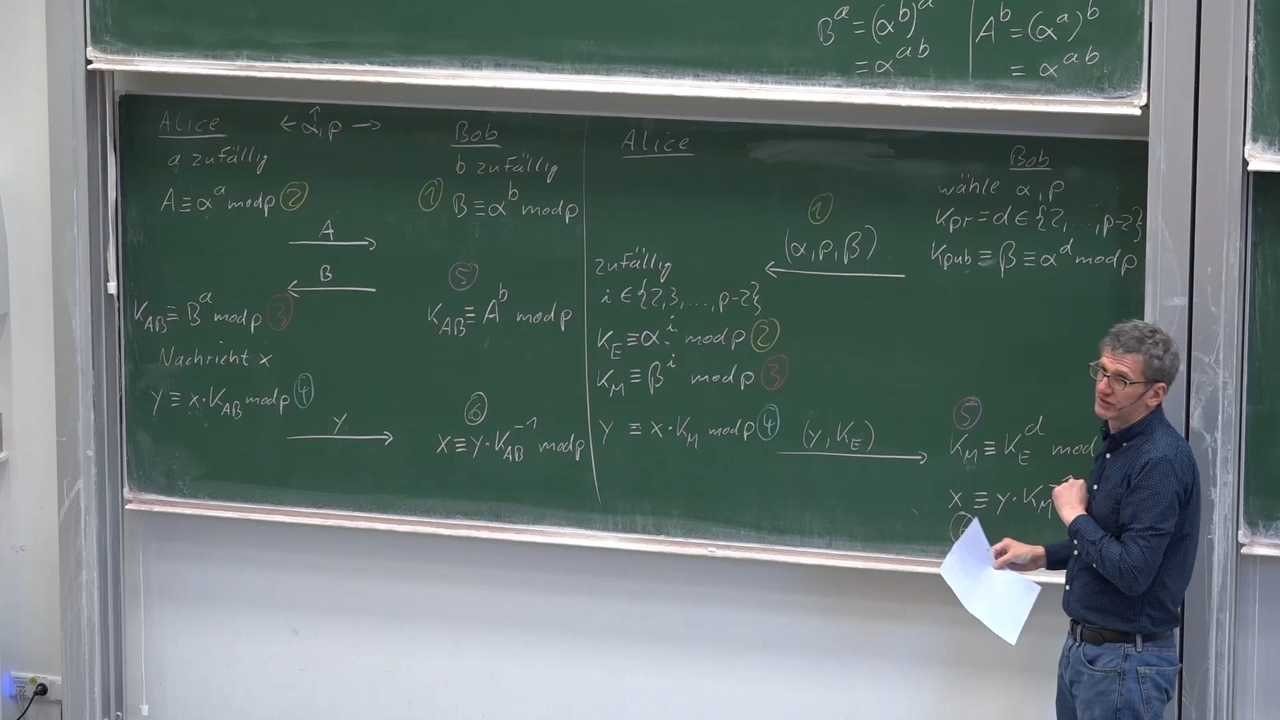 B^a = (α^b)^a
= α^ab
A^b = (α^a)^b
= α^ab
Alice
← α, p →
Bob
a zufällig
b zufällig
A ≡ α^a mod p ②
① B ≡ α^b mod p
A
B
K_AB ≡ B^a mod p ③
⑤
K_AB ≡ A^b mod p
Nachricht x
y ≡ x·K_AB mod p ④
y
⑥
x ≡ y·K_AB^-1 mod p
Alice
Bob
wähle α, p
K_pr = d ∈ {2, ..., p-2}
K_pub ≡ β ≡ α^d mod p
①
(α, p, β)
zufällig
i ∈ {2,3, ..., p-2}
K_E ≡ α^i mod p ②
K_M ≡ β^i mod p ③
y ≡ x·K_M mod p ④
(y, K_E)
⑤
K_M ≡ K_E^d mod
x ≡ y·K_M